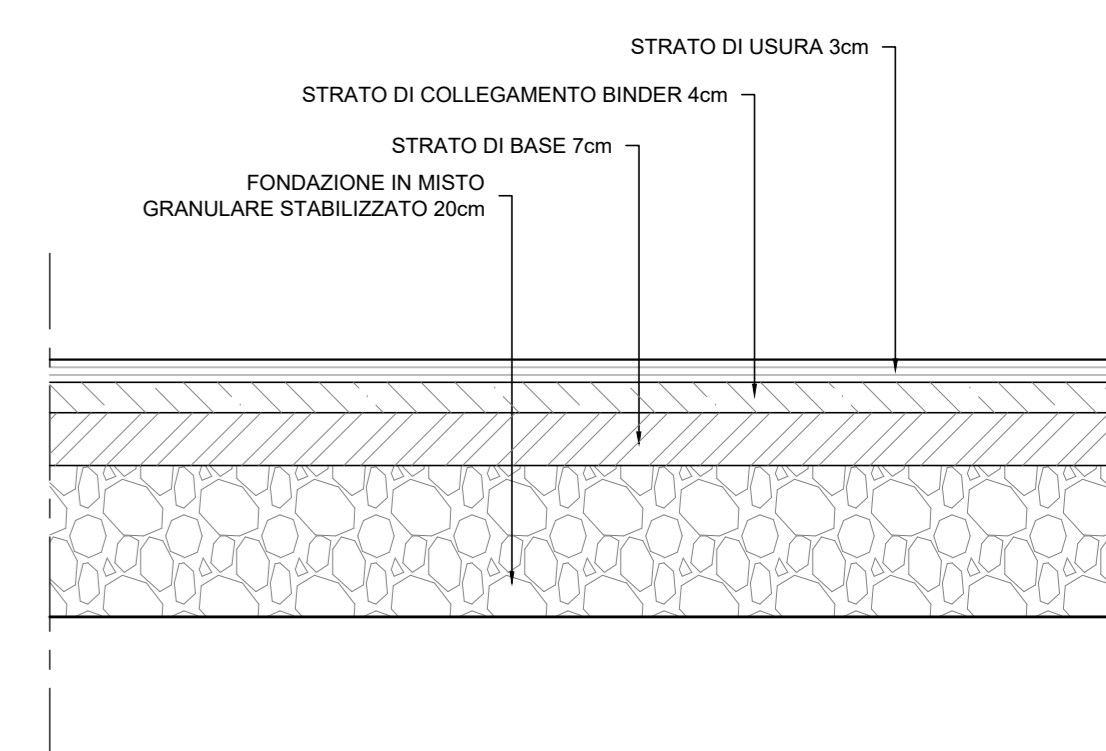 STRATO DI USURA 3cm
STRATO DI COLLEGAMENTO BINDER 4cm
STRATO DI BASE 7cm
FONDAZIONE IN MISTO
GRANULARE STABILIZZATO 20cm